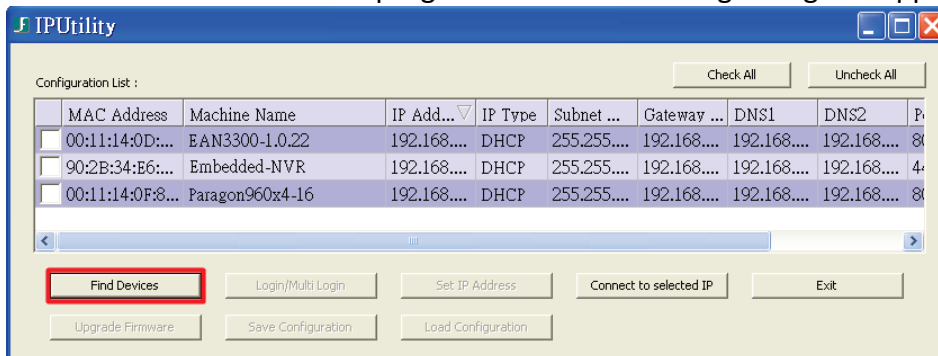 IPUtility
Check All Uncheck All
Configuration List :
MAC Address Machine Name IP Add... IP Type Subnet ... Gateway ... DNS1 DNS2
00:11:14:0D:... EAN3300-1.0.22 192.168.... DHCP 255.255.... 192.168.... 192.168.... 192.168.... 80
90:2B:34:E6:... Embedded-NVR 192.168.... DHCP 255.255.... 192.168.... 192.168.... 192.168.... 44
00:11:14:0F:8... Paragon960x4-16 192.168.... DHCP 255.255.... 192.168.... 192.168.... 192.168.... 80
Find Devices Login/Multi Login Set IP Address Connect to selected IP Exit
Upgrade Firmware Save Configuration Load Configuration